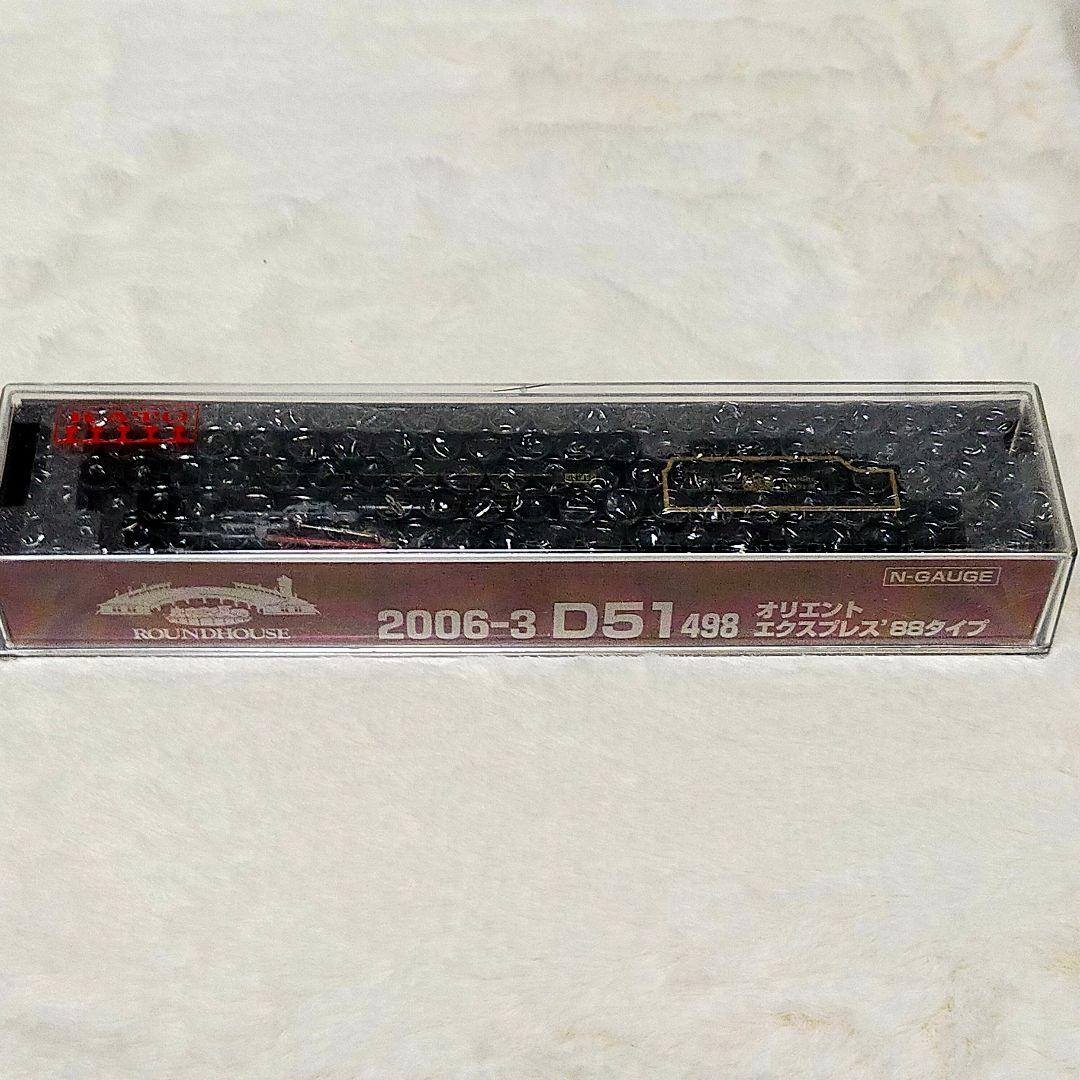 KATO
N-GAUGE
ROUNDHOUSE
2006-3 D51 498 オリエント
エクスプレス'88タイプ